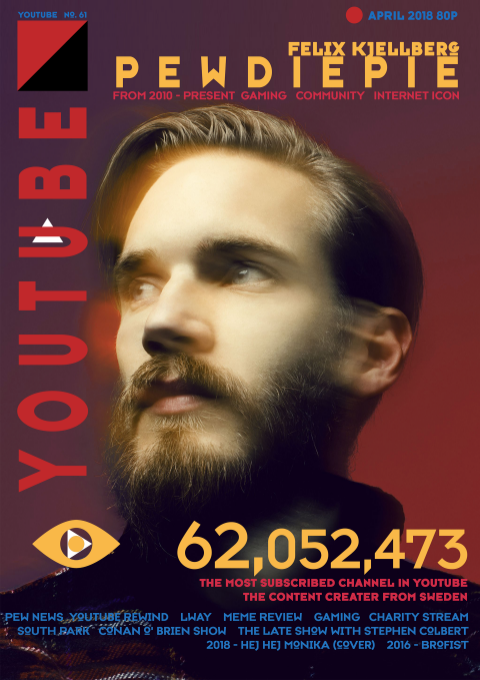 YOUTUBE No. 61
APRIL 2018 80P
FELIX KJELLBERG
PEWDIEPIE
FROM 2010 - PRESENT GAMING COMMUNITY INTERNET ICON
YOUTUBE
62,052,473
THE MOST SUBSCRIBED CHANNEL IN YOUTUBE
THE CONTENT CREATER FROM SWEDEN
PEW NEWS YOUTUBE REWIND LWAY MEME REVIEW GAMING CHARITY STREAM
SOUTH PARK CONAN O' BRIEN SHOW THE LATE SHOW WITH STEPHEN COLBERT
2018 - HEJ HEJ MONIKA (COVER) 2016 - BROFIST